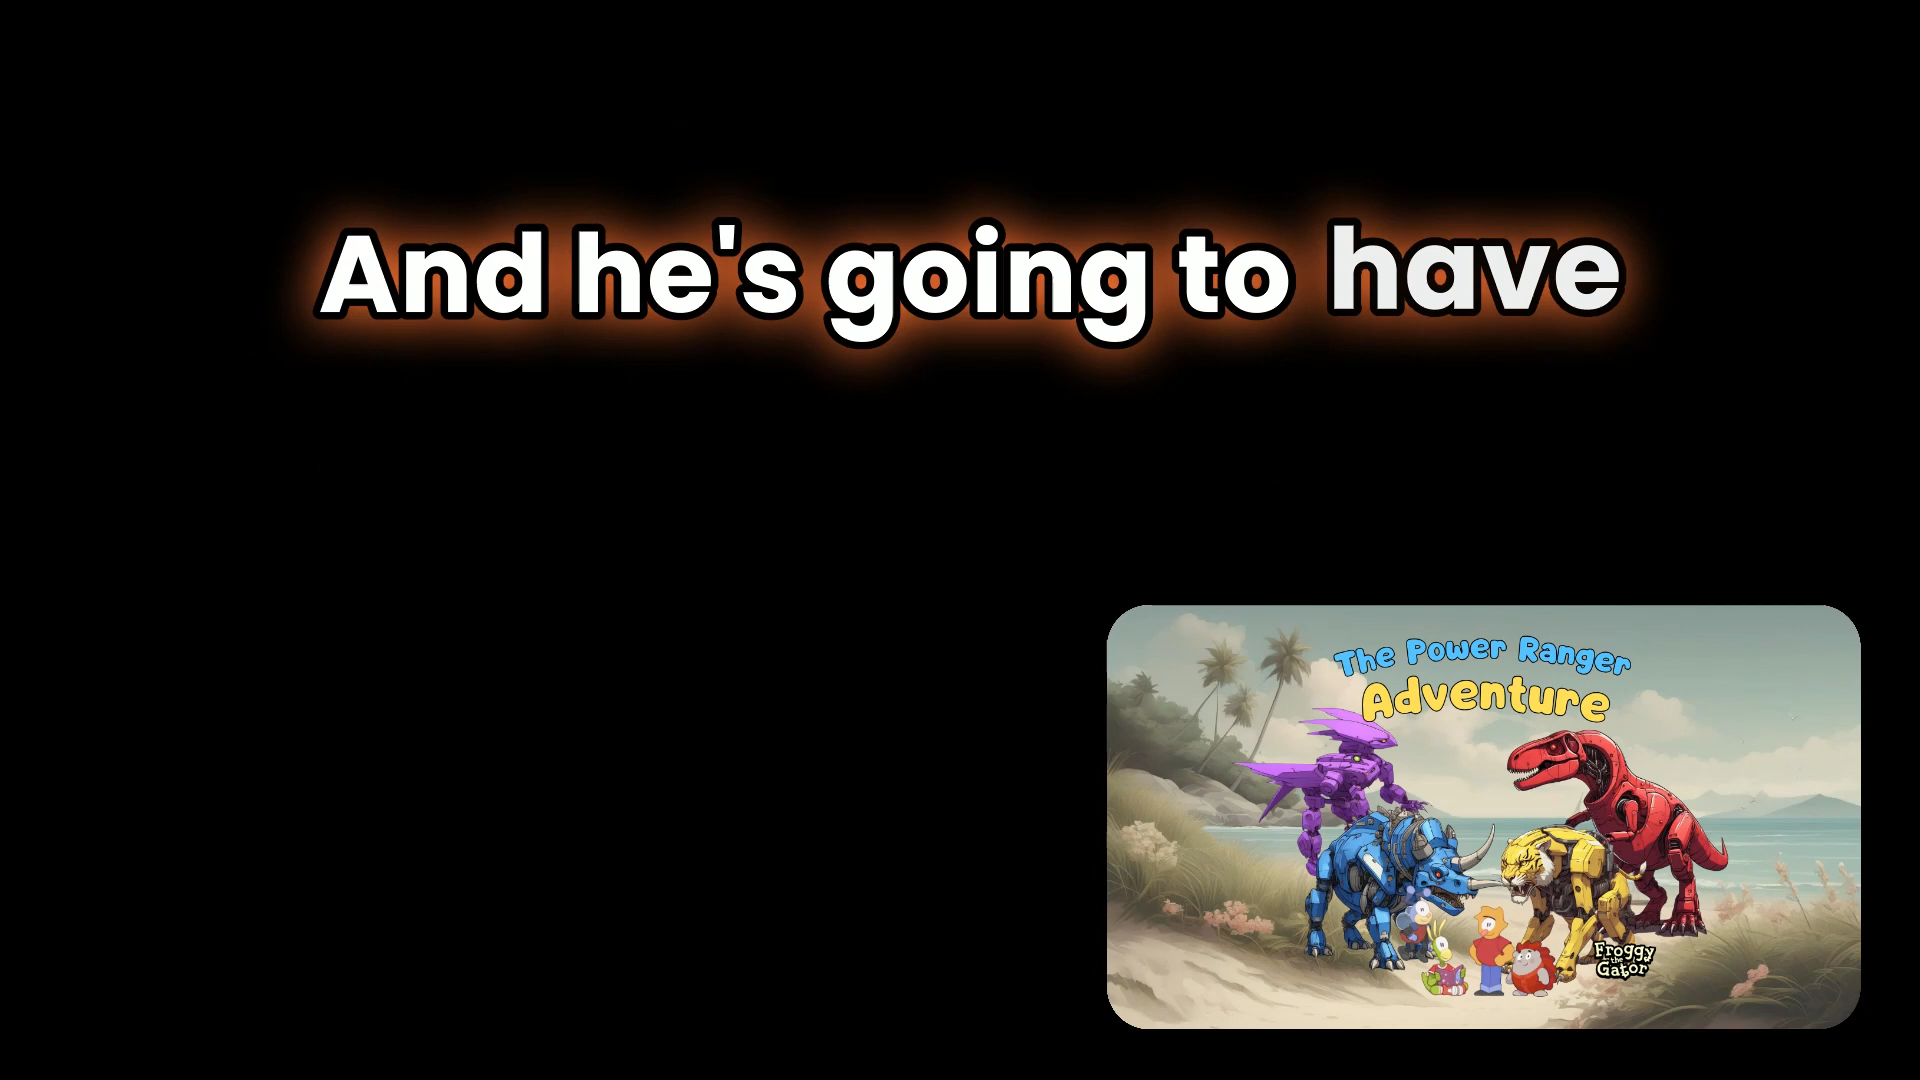 And he's going to have
The Power Ranger
Adventure
Froggy
the
Gator